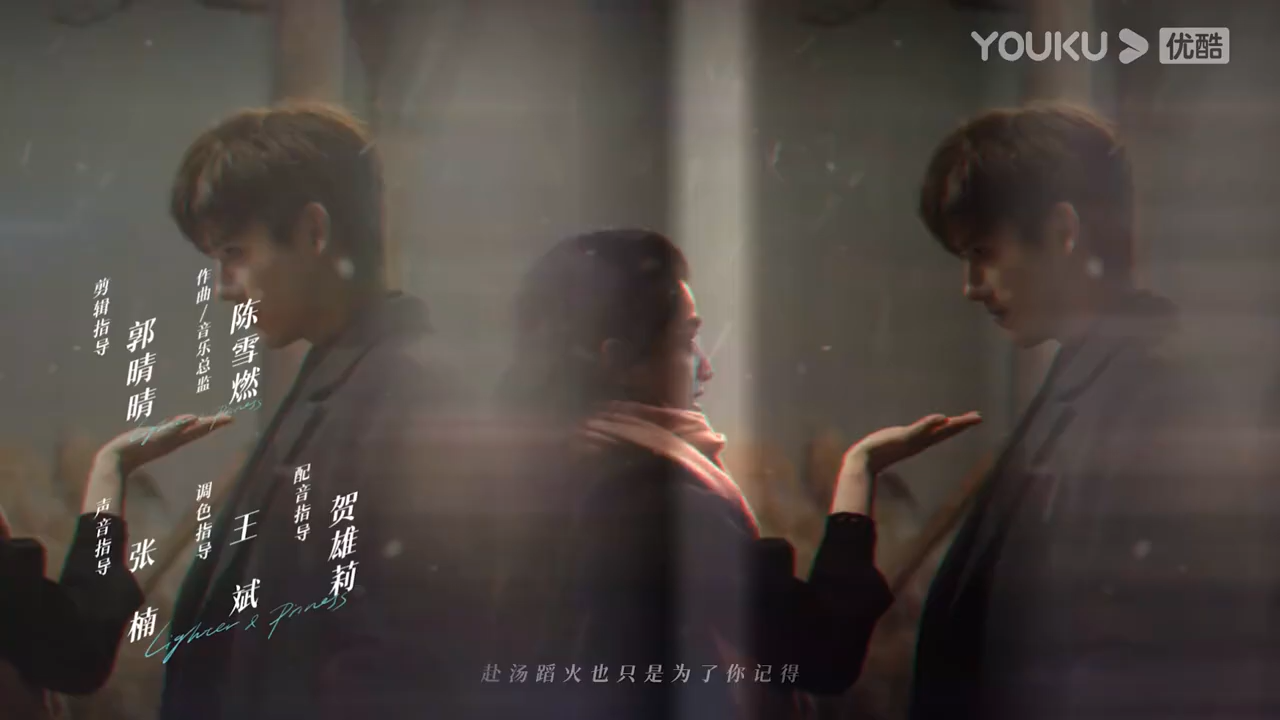 YOUKU 优酷
剪辑指导
郭晴晴
作曲/音乐总监
陈雪燃
声音指导
张楠
调色指导
王斌
配音指导
贺雄莉
Lighter & Princess
赴汤蹈火也只是为了你记得